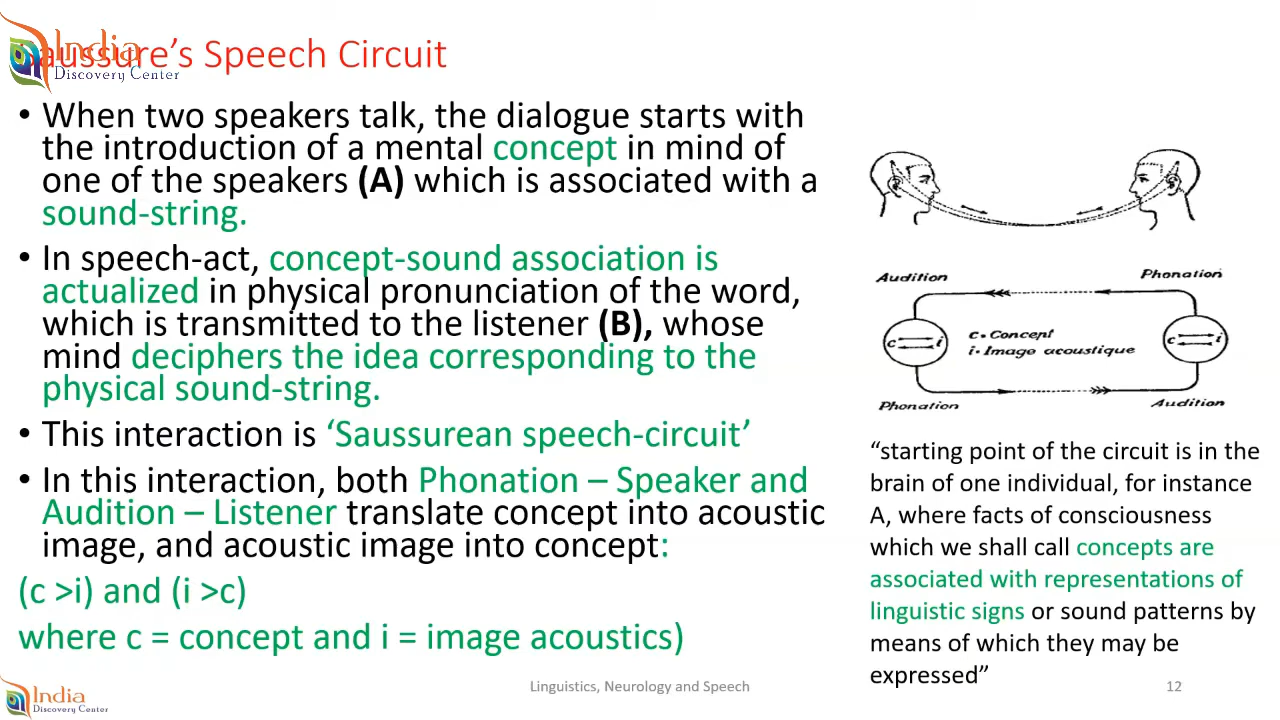 India
Discovery Center
Saussure's Speech Circuit
• When two speakers talk, the dialogue starts with
the introduction of a mental concept in mind of
one of the speakers (A) which is associated with a
sound-string.
• In speech-act, concept-sound association is
actualized in physical pronunciation of the word,
which is transmitted to the listener (B), whose
mind deciphers the idea corresponding to the
physical sound-string.
• This interaction is ‘Saussurean speech-circuit’
• In this interaction, both Phonation – Speaker and
Audition – Listener translate concept into acoustic
image, and acoustic image into concept:
(c >i) and (i >c)
where c = concept and i = image acoustics)
Audition
Phonation
c = Concept
i = Image acoustique
c i
c i
Phonation
Audition
“starting point of the circuit is in the
brain of one individual, for instance
A, where facts of consciousness
which we shall call concepts are
associated with representations of
linguistic signs or sound patterns by
means of which they may be
expressed”
India
Discovery Center
Linguistics, Neurology and Speech
12